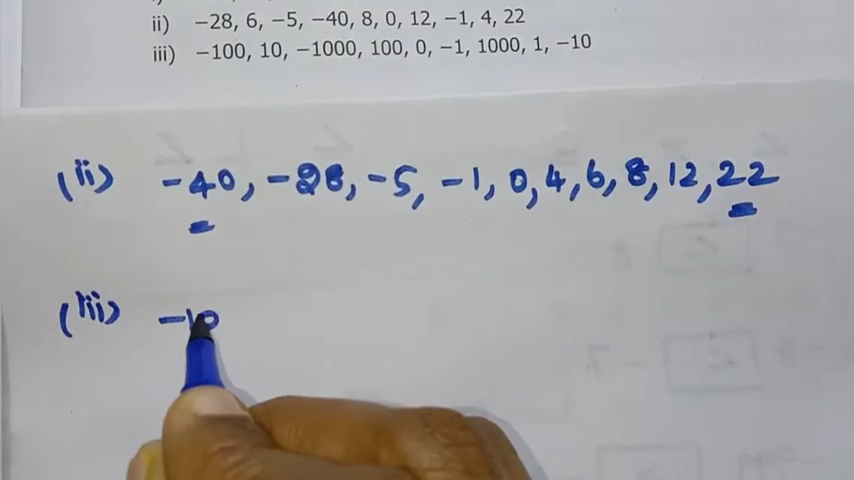 ii) −28, 6, −5, −40, 8, 0, 12, −1, 4, 22
iii) −100, 10, −1000, 100, 0, −1, 1000, 1, −10
(ii) -40, -28, -5, -1, 0, 4, 6, 8, 12, 22
(iii) -10